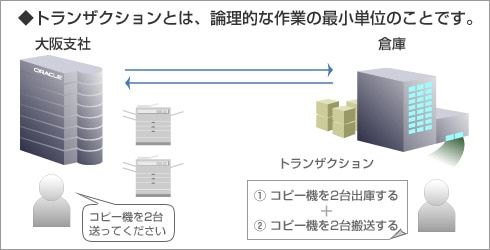 ◆トランザクションとは、論理的な作業の最小単位のことです。
大阪支社
倉庫
ORACLE
トランザクション
コピー機を2台
送ってください
① コピー機を2台出庫する
+
② コピー機を2台搬送する